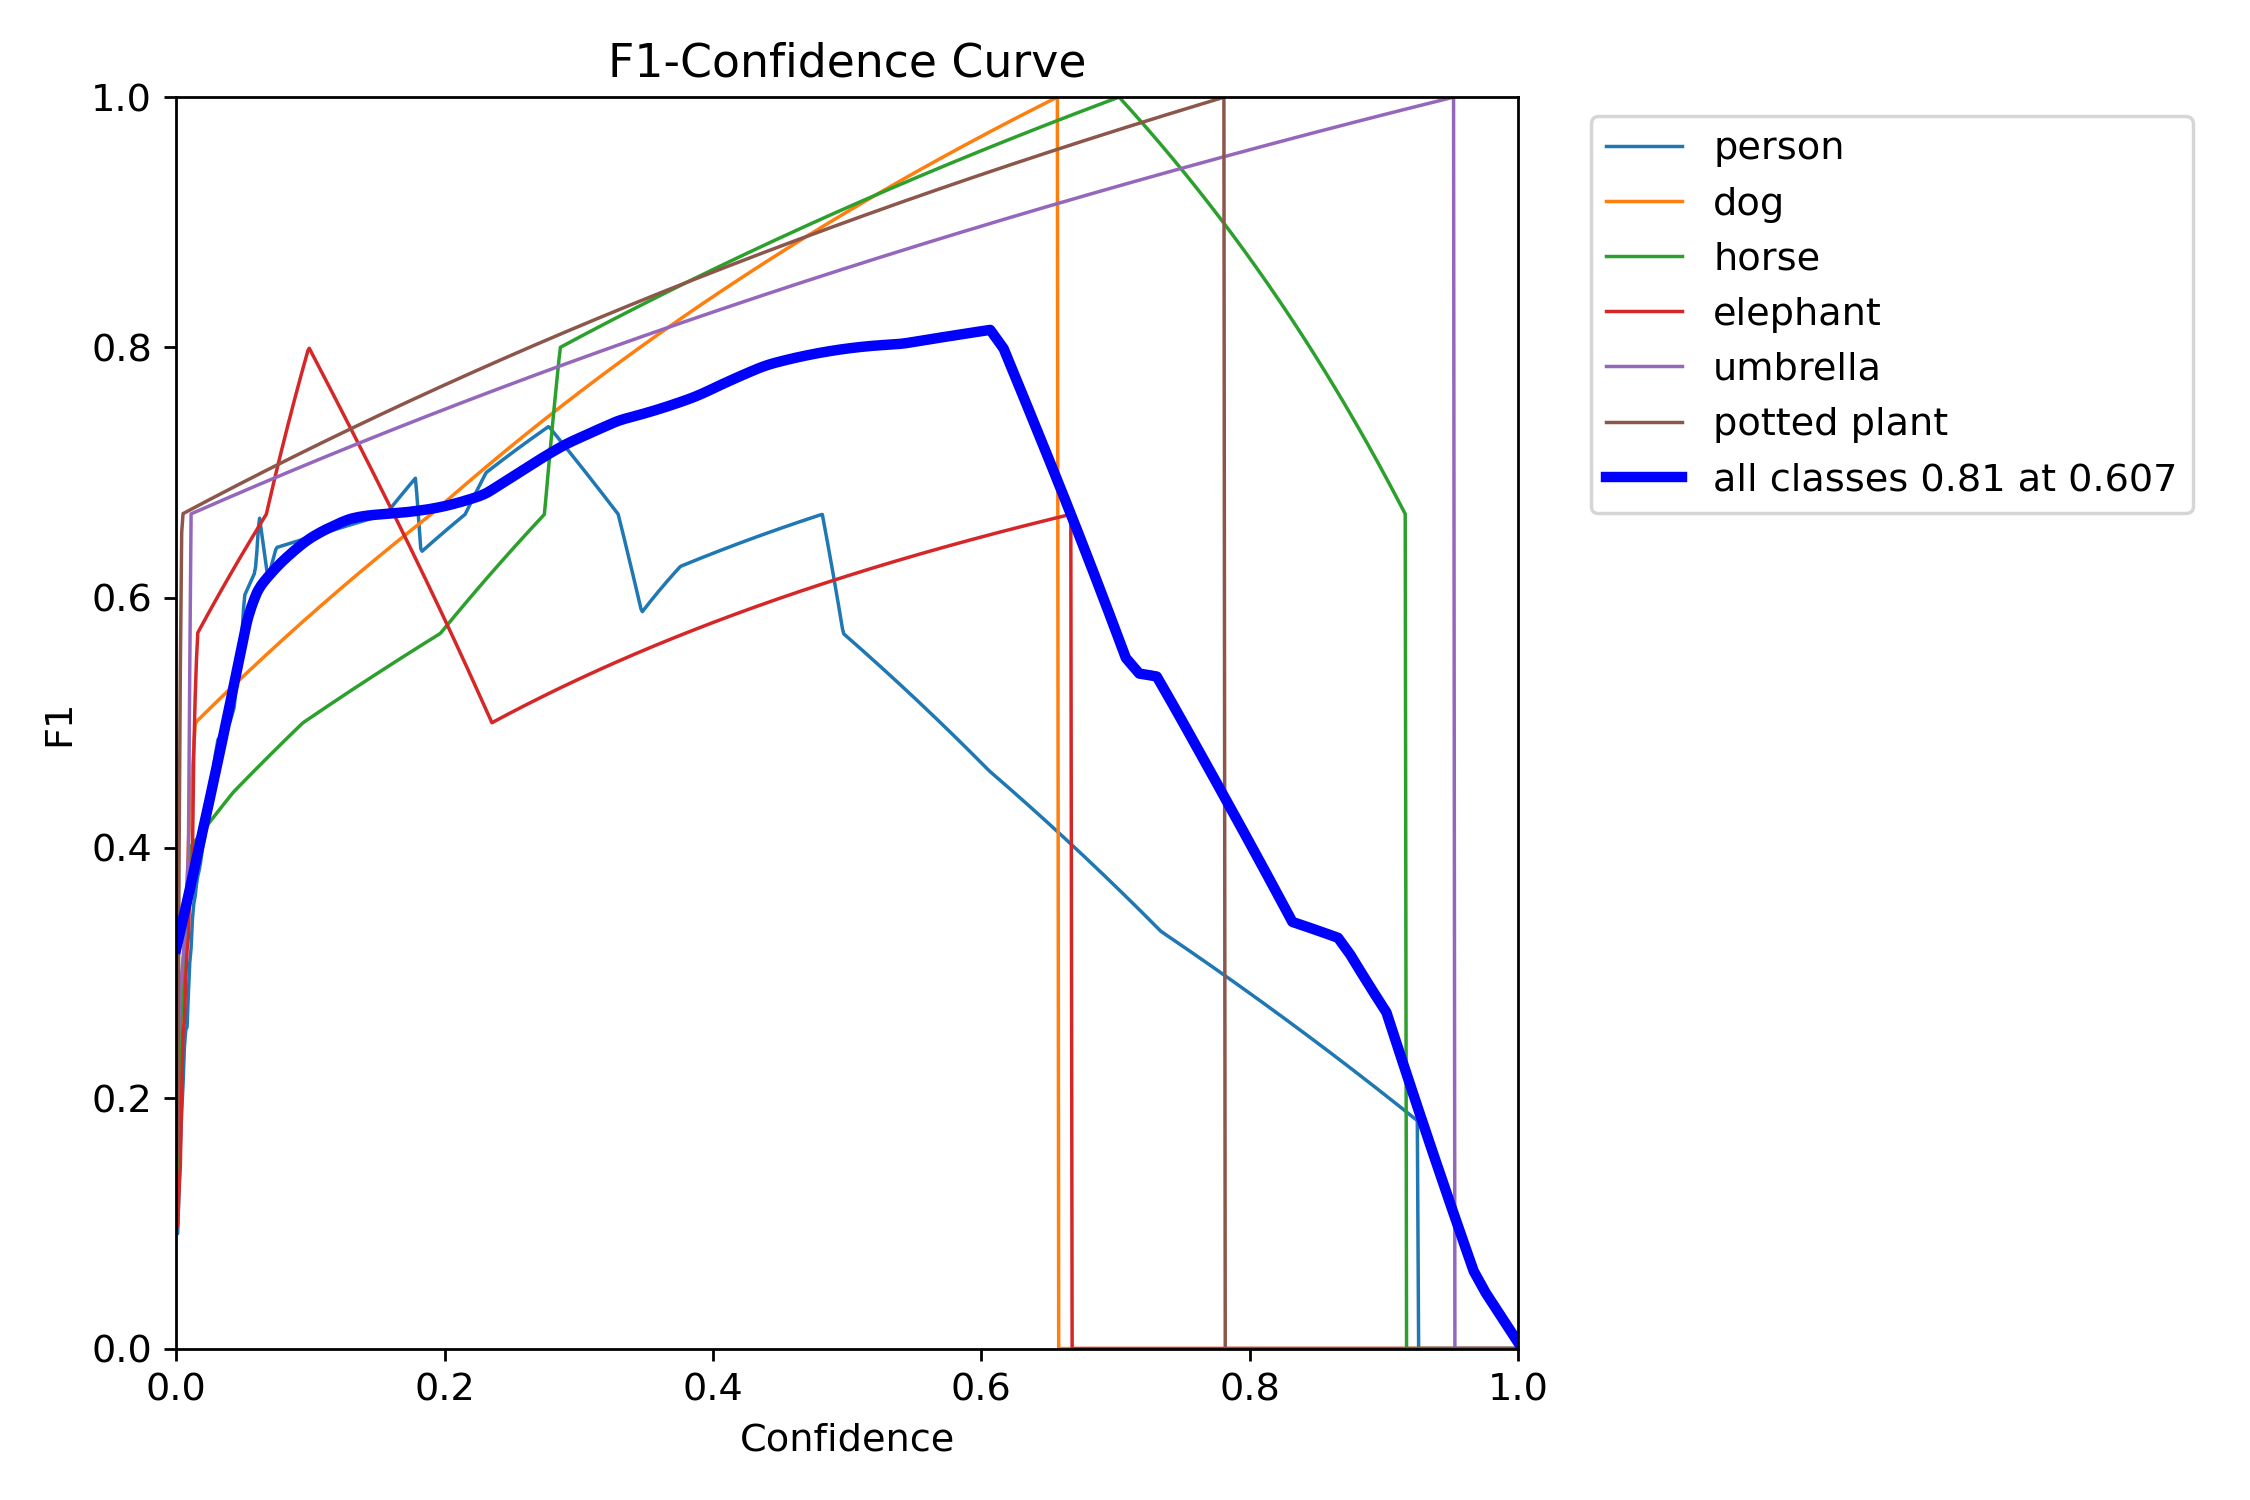 F1-Confidence Curve
1.0
0.8
0.6
0.4
0.2
0.0
F1
0.0 0.2 0.4 0.6 0.8 1.0
Confidence
person
dog
horse
elephant
umbrella
potted plant
all classes 0.81 at 0.607